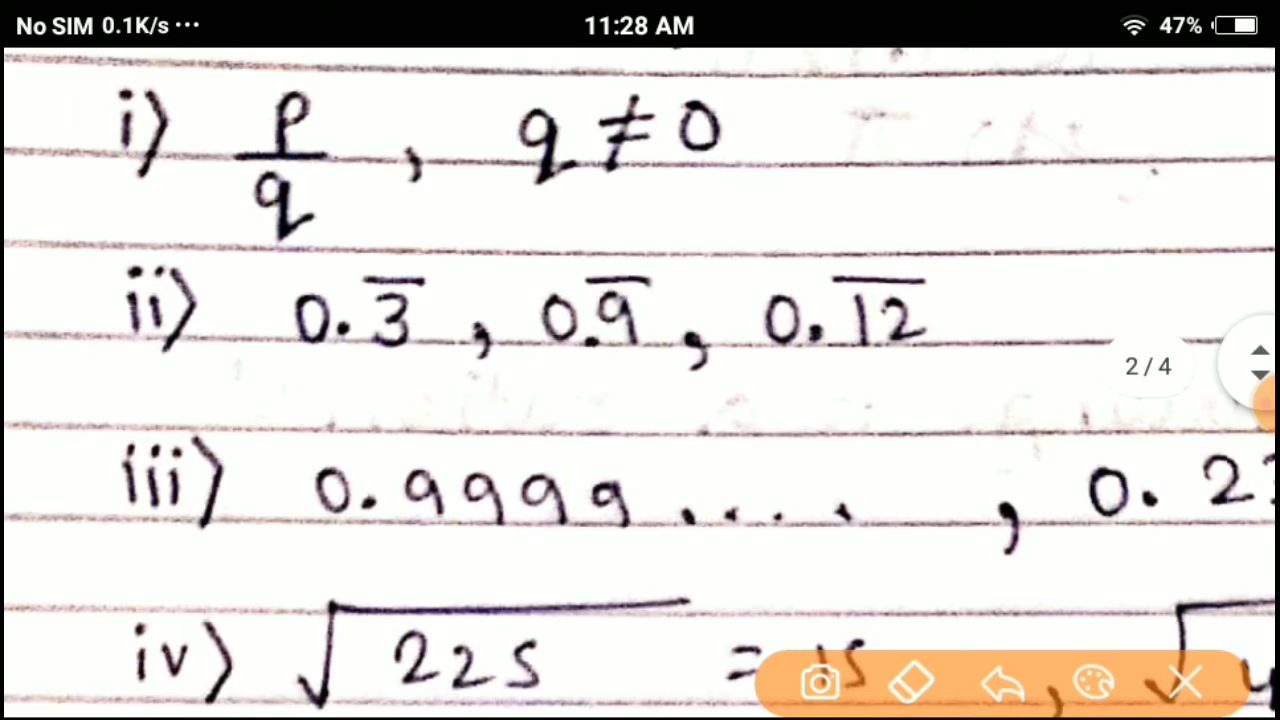 No SIM 0.1K/s ... 11:28 AM 47%
i) p/q , q ≠ 0
ii) 0.3̅ , 0.9̅ , 0.1̅2̅
2 / 4
iii) 0.9999..... , 0.2
iv) √225 = 15 , √4